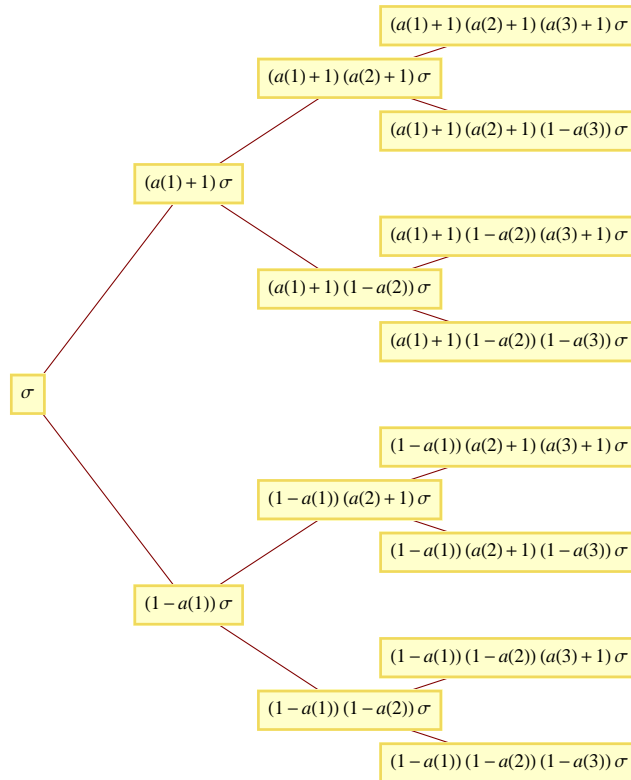 (a(1)+1) (a(2)+1) (a(3)+1) σ
(a(1)+1) (a(2)+1) σ
(a(1)+1) (a(2)+1) (1−a(3)) σ
(a(1)+1) σ
(a(1)+1) (1−a(2)) (a(3)+1) σ
(a(1)+1) (1−a(2)) σ
(a(1)+1) (1−a(2)) (1−a(3)) σ
σ
(1−a(1)) (a(2)+1) (a(3)+1) σ
(1−a(1)) (a(2)+1) σ
(1−a(1)) (a(2)+1) (1−a(3)) σ
(1−a(1)) σ
(1−a(1)) (1−a(2)) (a(3)+1) σ
(1−a(1)) (1−a(2)) σ
(1−a(1)) (1−a(2)) (1−a(3)) σ